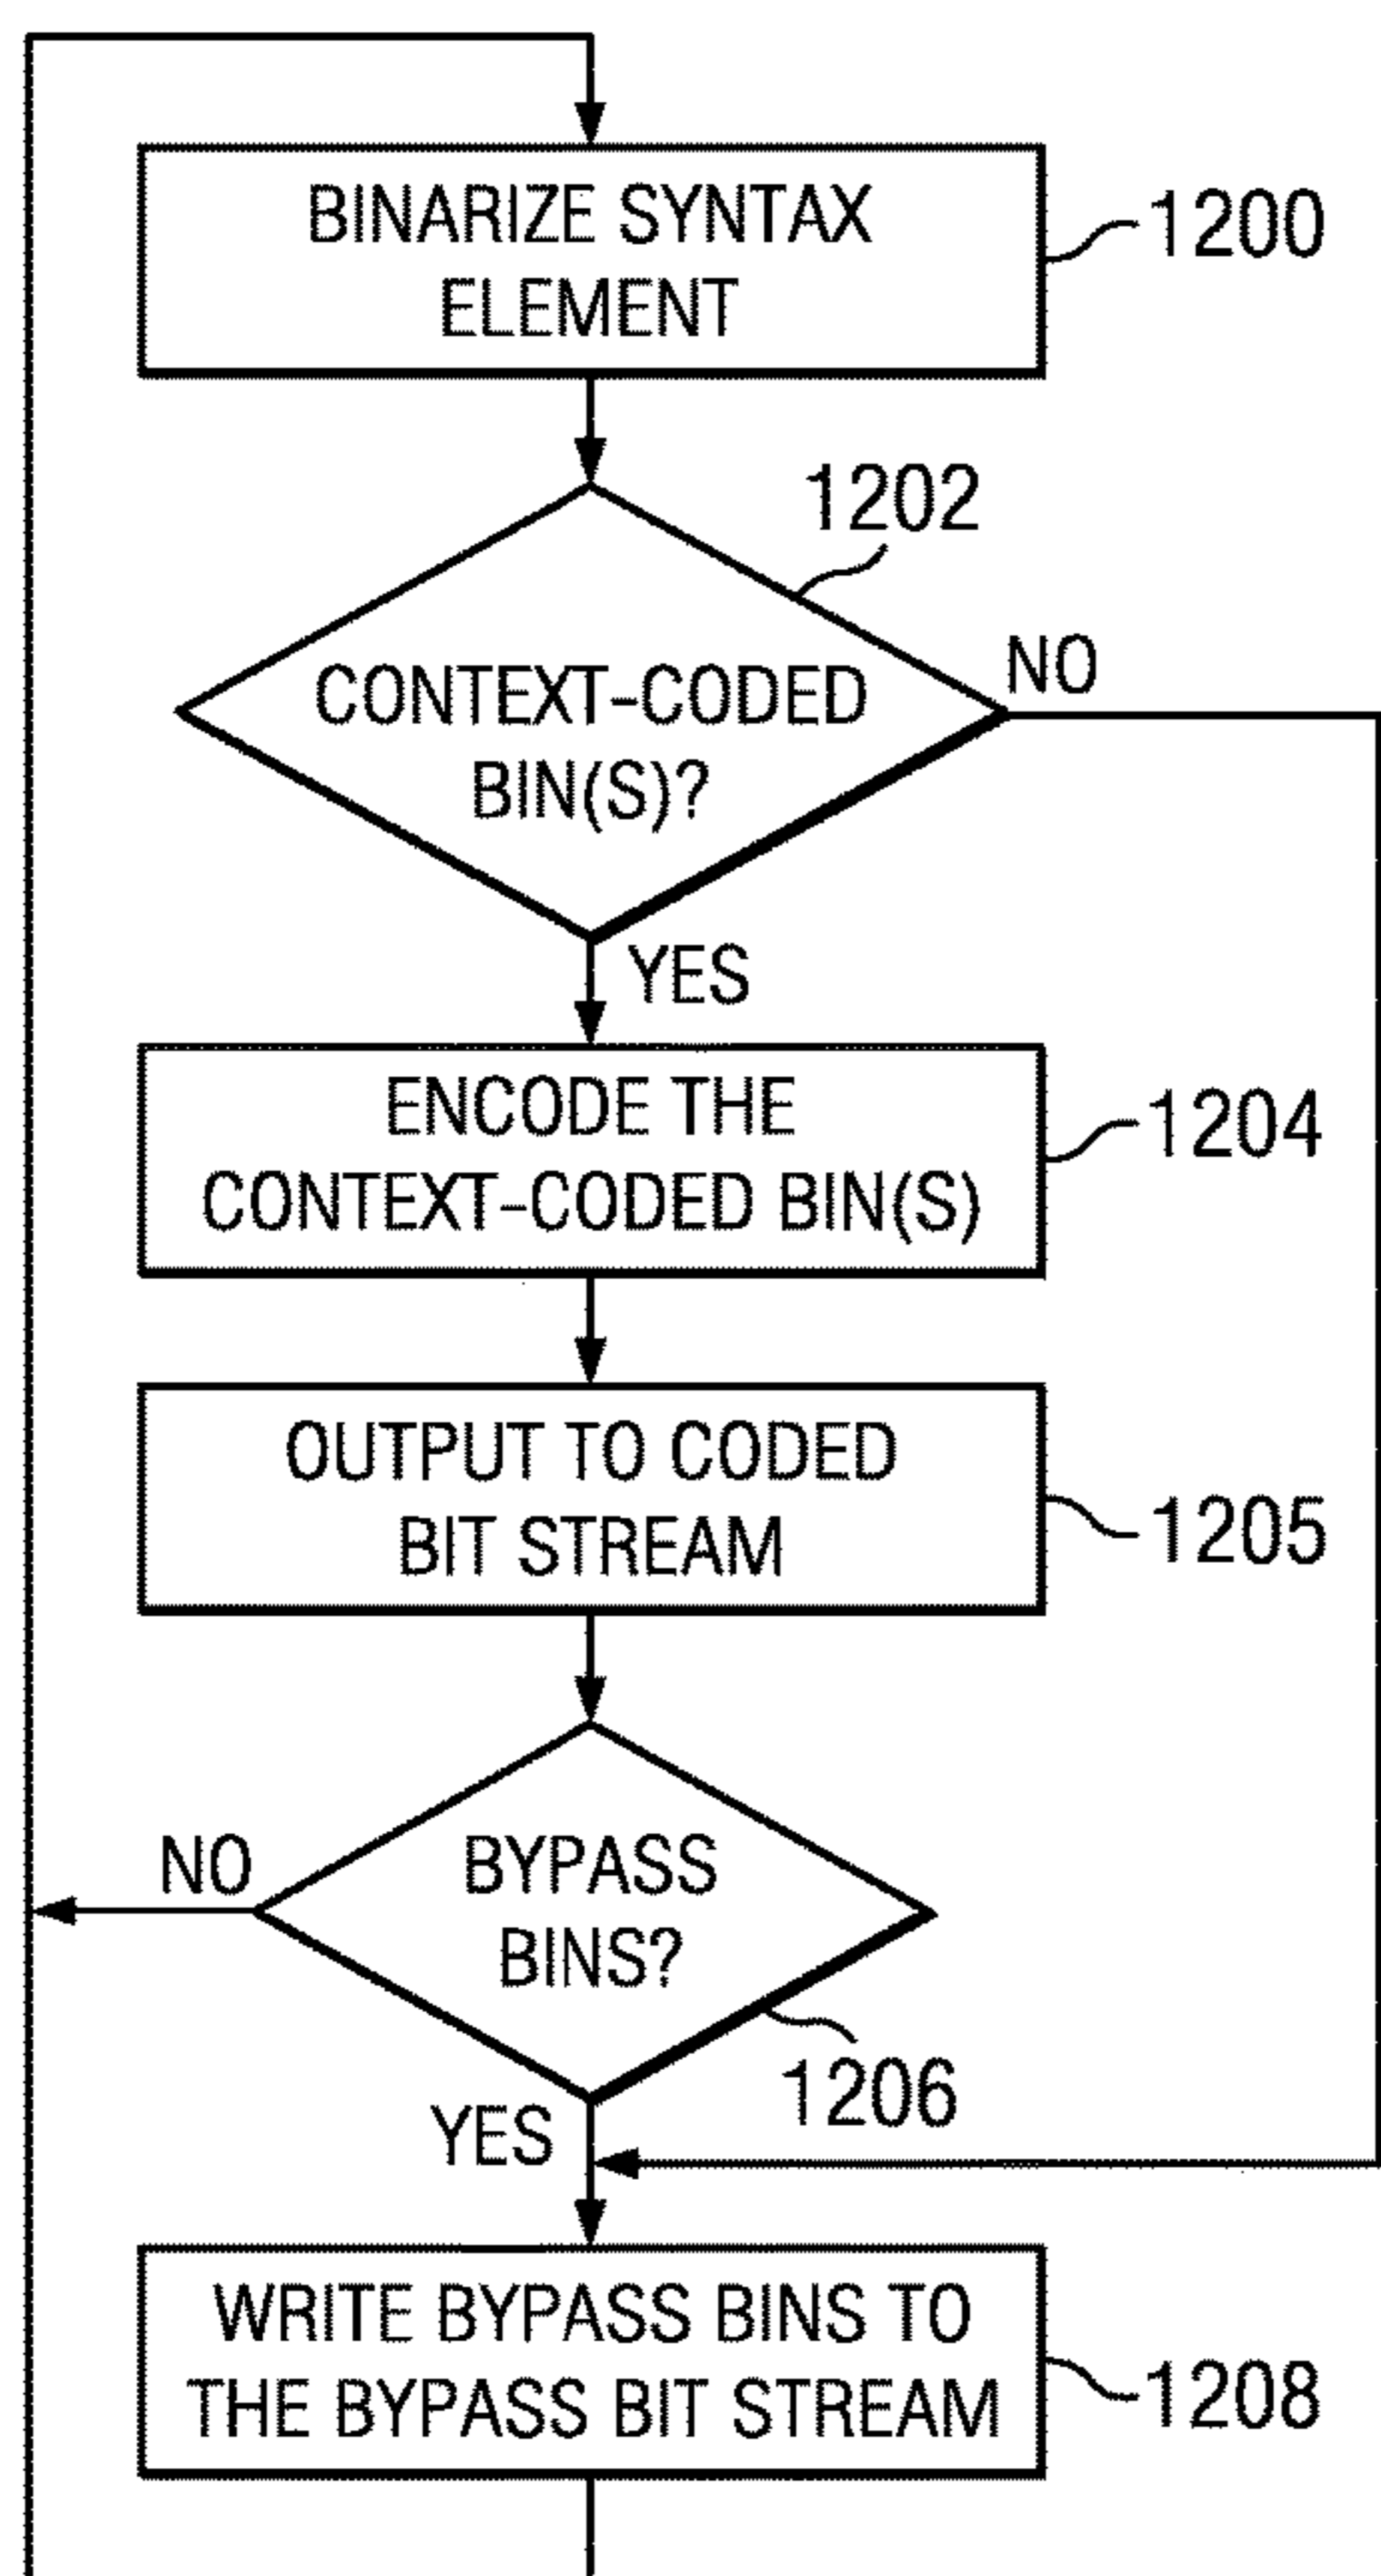 BINARIZE SYNTAX
ELEMENT
1200
1202
CONTEXT-CODED
BIN(S)?
NO
YES
ENCODE THE
CONTEXT-CODED BIN(S)
1204
OUTPUT TO CODED
BIT STREAM
1205
BYPASS
BINS?
NO
1206
YES
WRITE BYPASS BINS TO
THE BYPASS BIT STREAM
1208